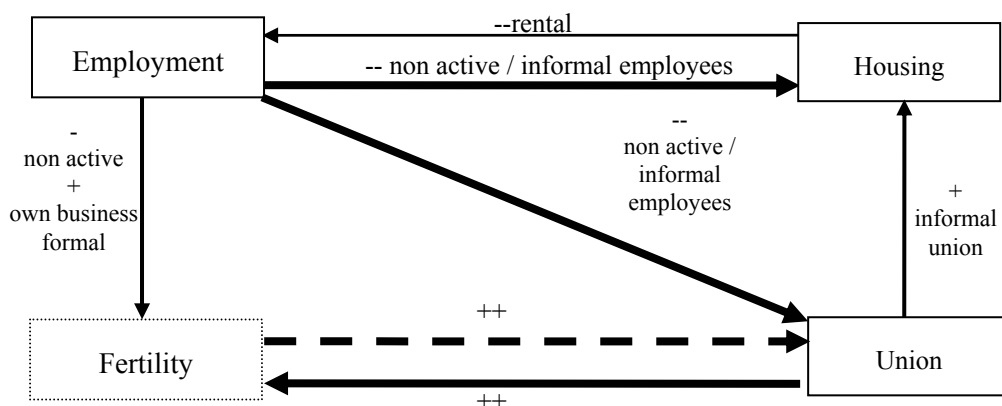 --rental
Employment
-- non active / informal employees
Housing
-
non active
+
own business
formal
--
non active /
informal
employees
+
informal
union
++
Fertility
Union
++